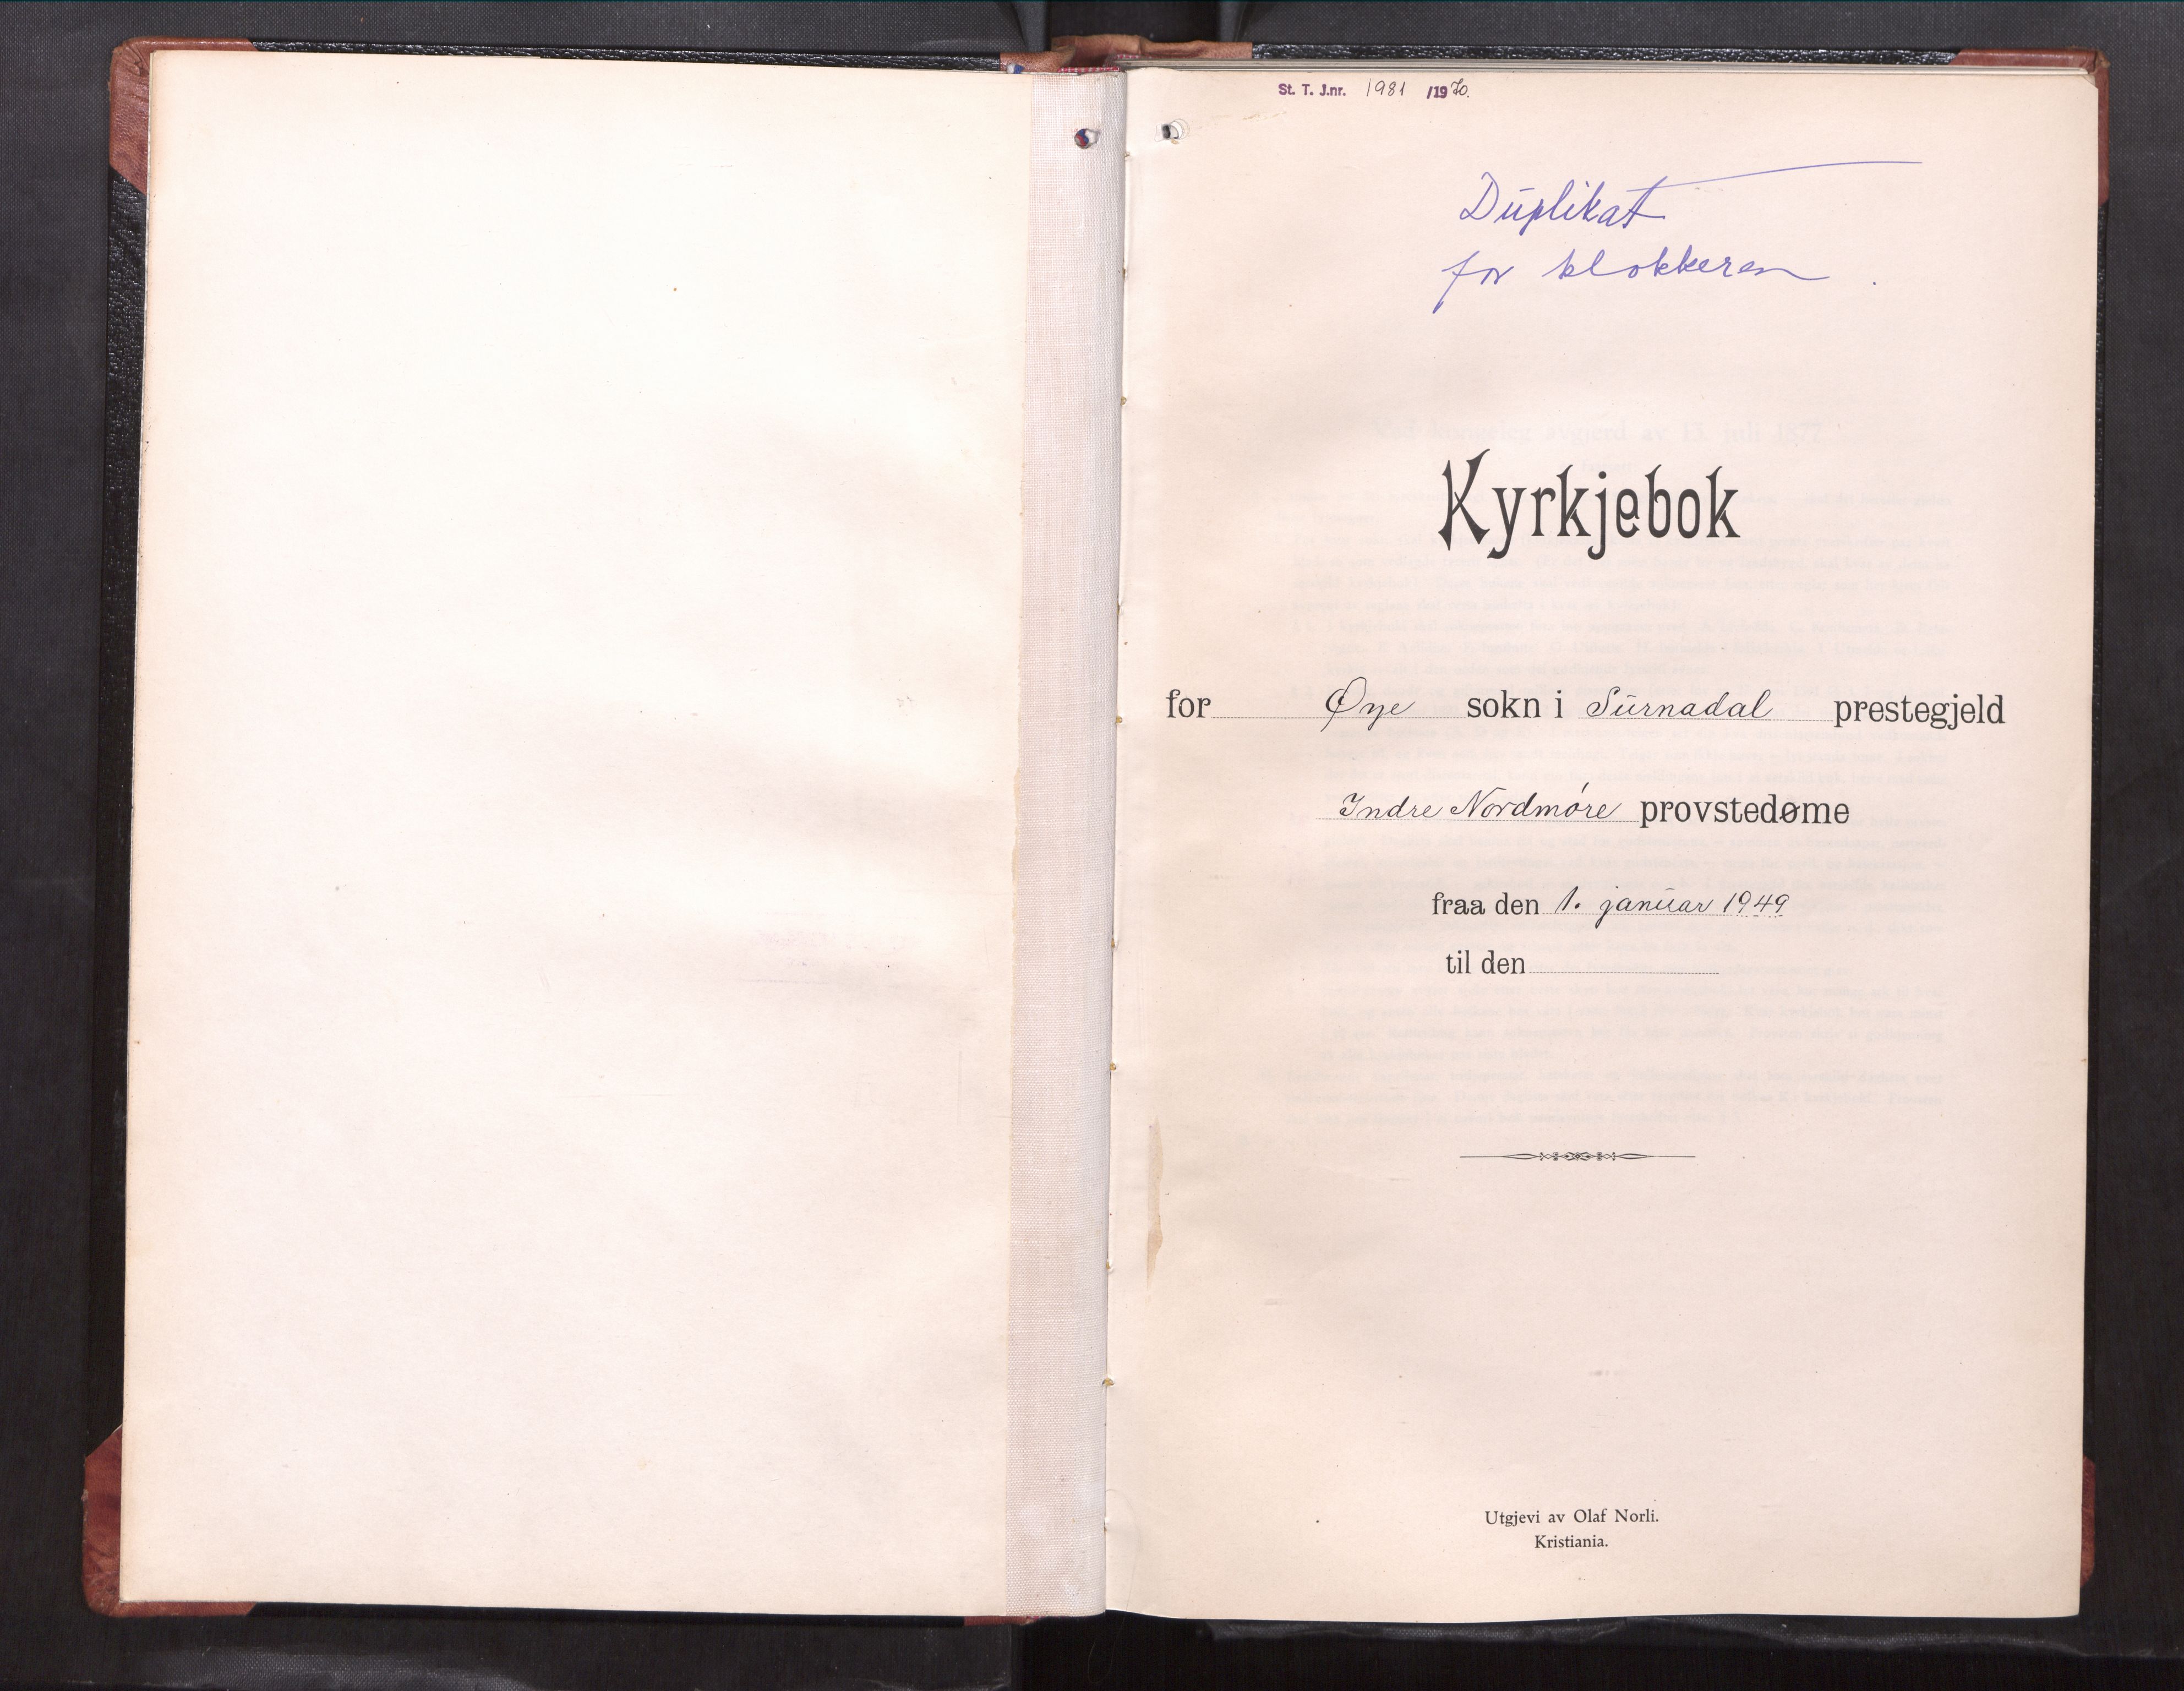 St. T. J.nr. 1981 /1970.
Duplikat
for klokkeren.
Kyrkjebok
for Øye sokn i Surnadal prestegjeld
Indre Nordmøre provstedøme
fraa den 1. januar 1949
til den
Utgjevi av Olaf Norli.
Kristiania.